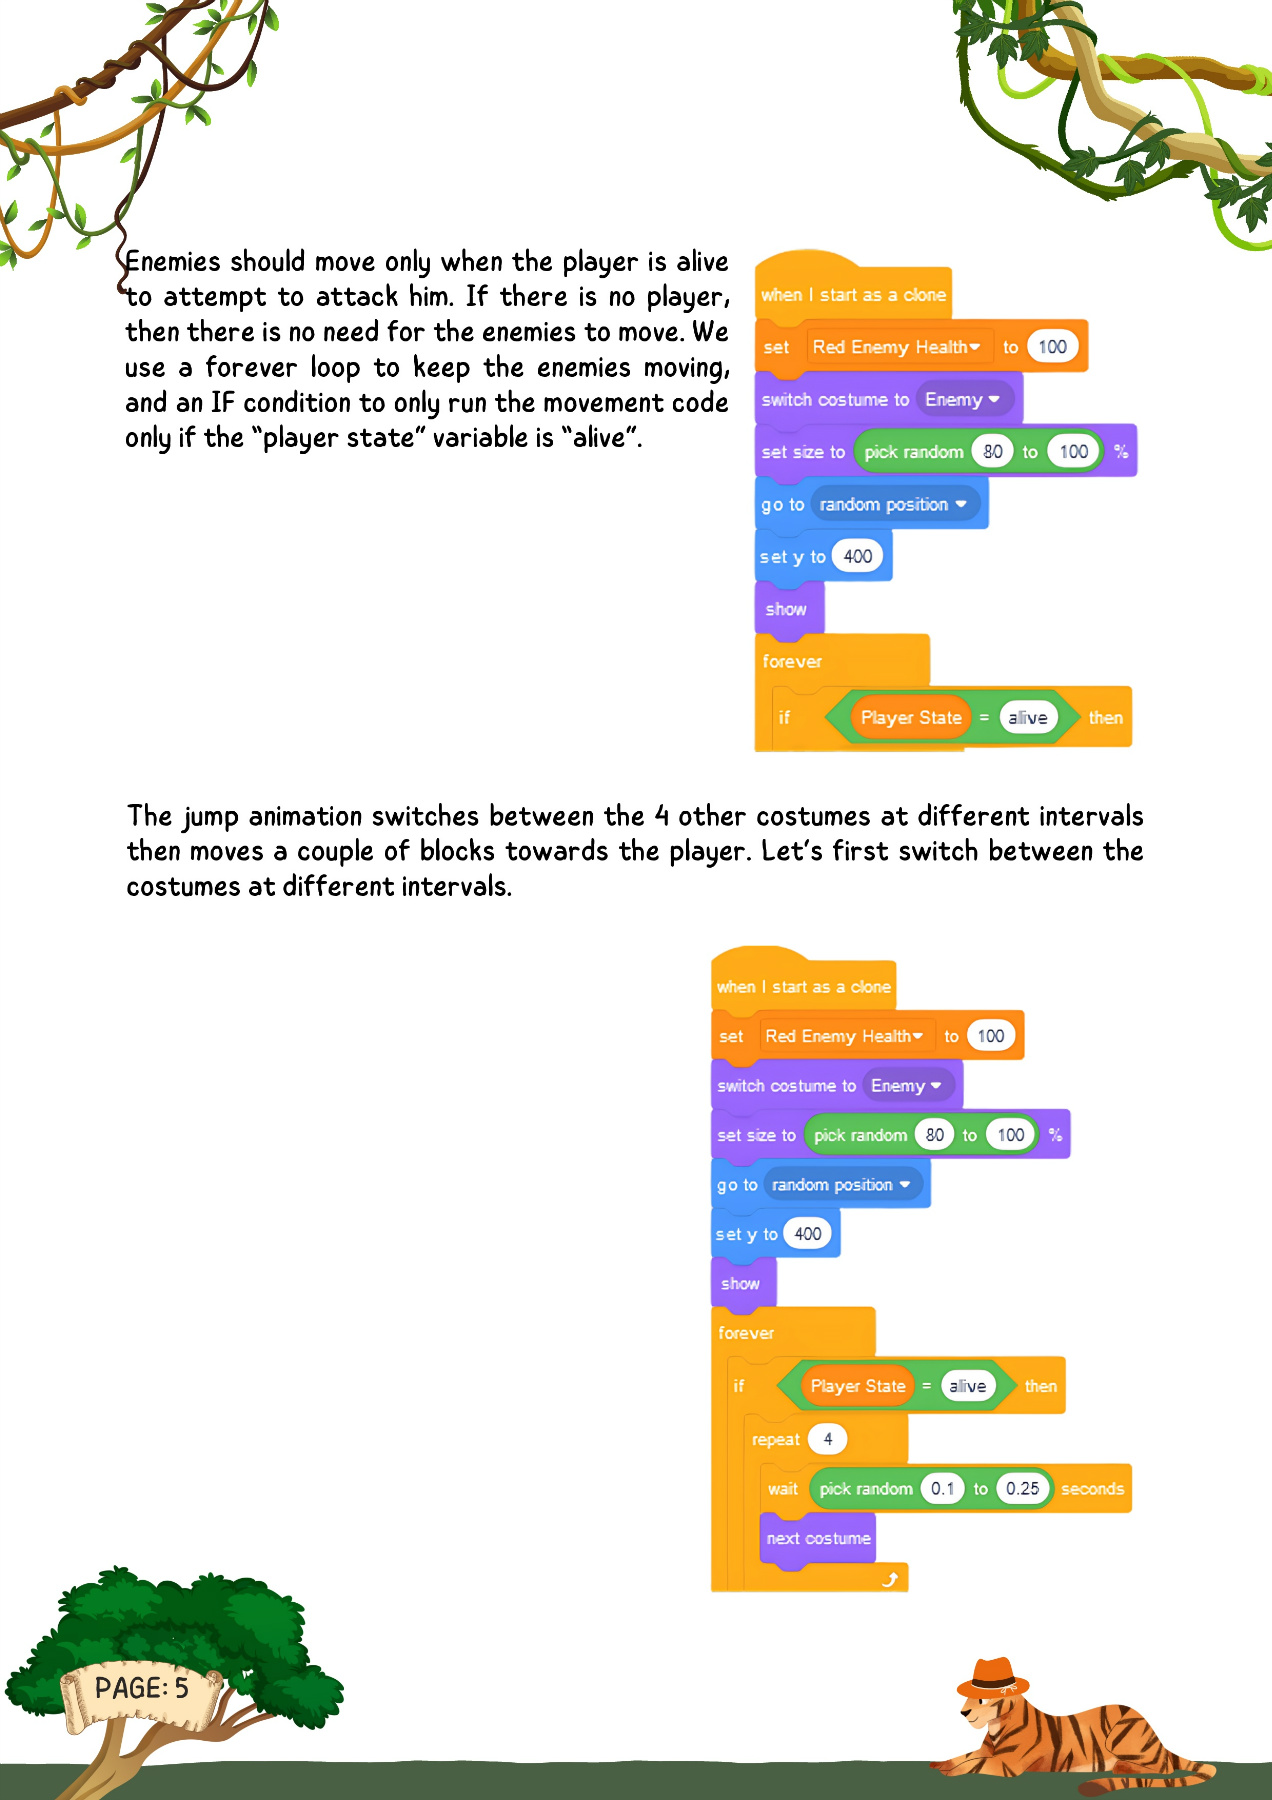 Enemies should move only when the player is alive
to attempt to attack him. If there is no player,
then there is no need for the enemies to move. We
use a forever loop to keep the enemies moving,
and an IF condition to only run the movement code
only if the “player state” variable is “alive”.
when I start as a clone
set Red Enemy Health to 100
switch costume to Enemy
set size to pick random 80 to 100 %
go to random position
set y to 400
show
forever
if Player State = alive then
The jump animation switches between the 4 other costumes at different intervals
then moves a couple of blocks towards the player. Let’s first switch between the
costumes at different intervals.
when I start as a clone
set Red Enemy Health to 100
switch costume to Enemy
set size to pick random 80 to 100 %
go to random position
set y to 400
show
forever
if Player State = alive then
repeat 4
wait pick random 0.1 to 0.25 seconds
next costume
PAGE: 5